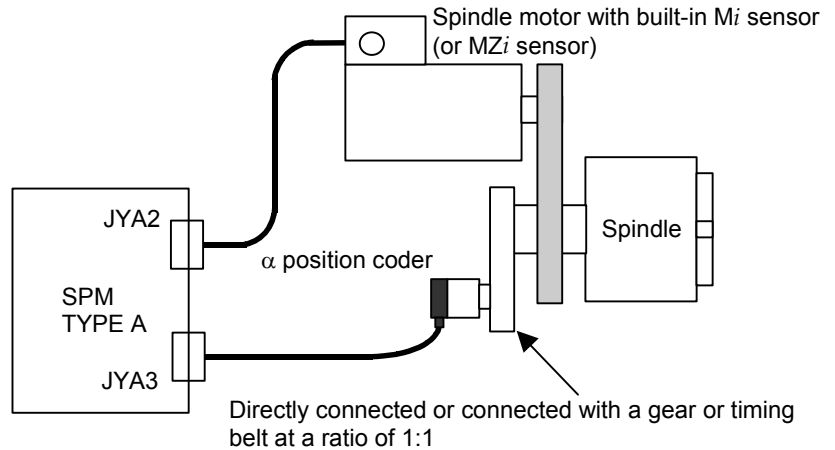 Spindle motor with built-in Mi sensor
(or MZi sensor)
JYA2
α position coder
Spindle
SPM
TYPE A
JYA3
Directly connected or connected with a gear or timing
belt at a ratio of 1:1